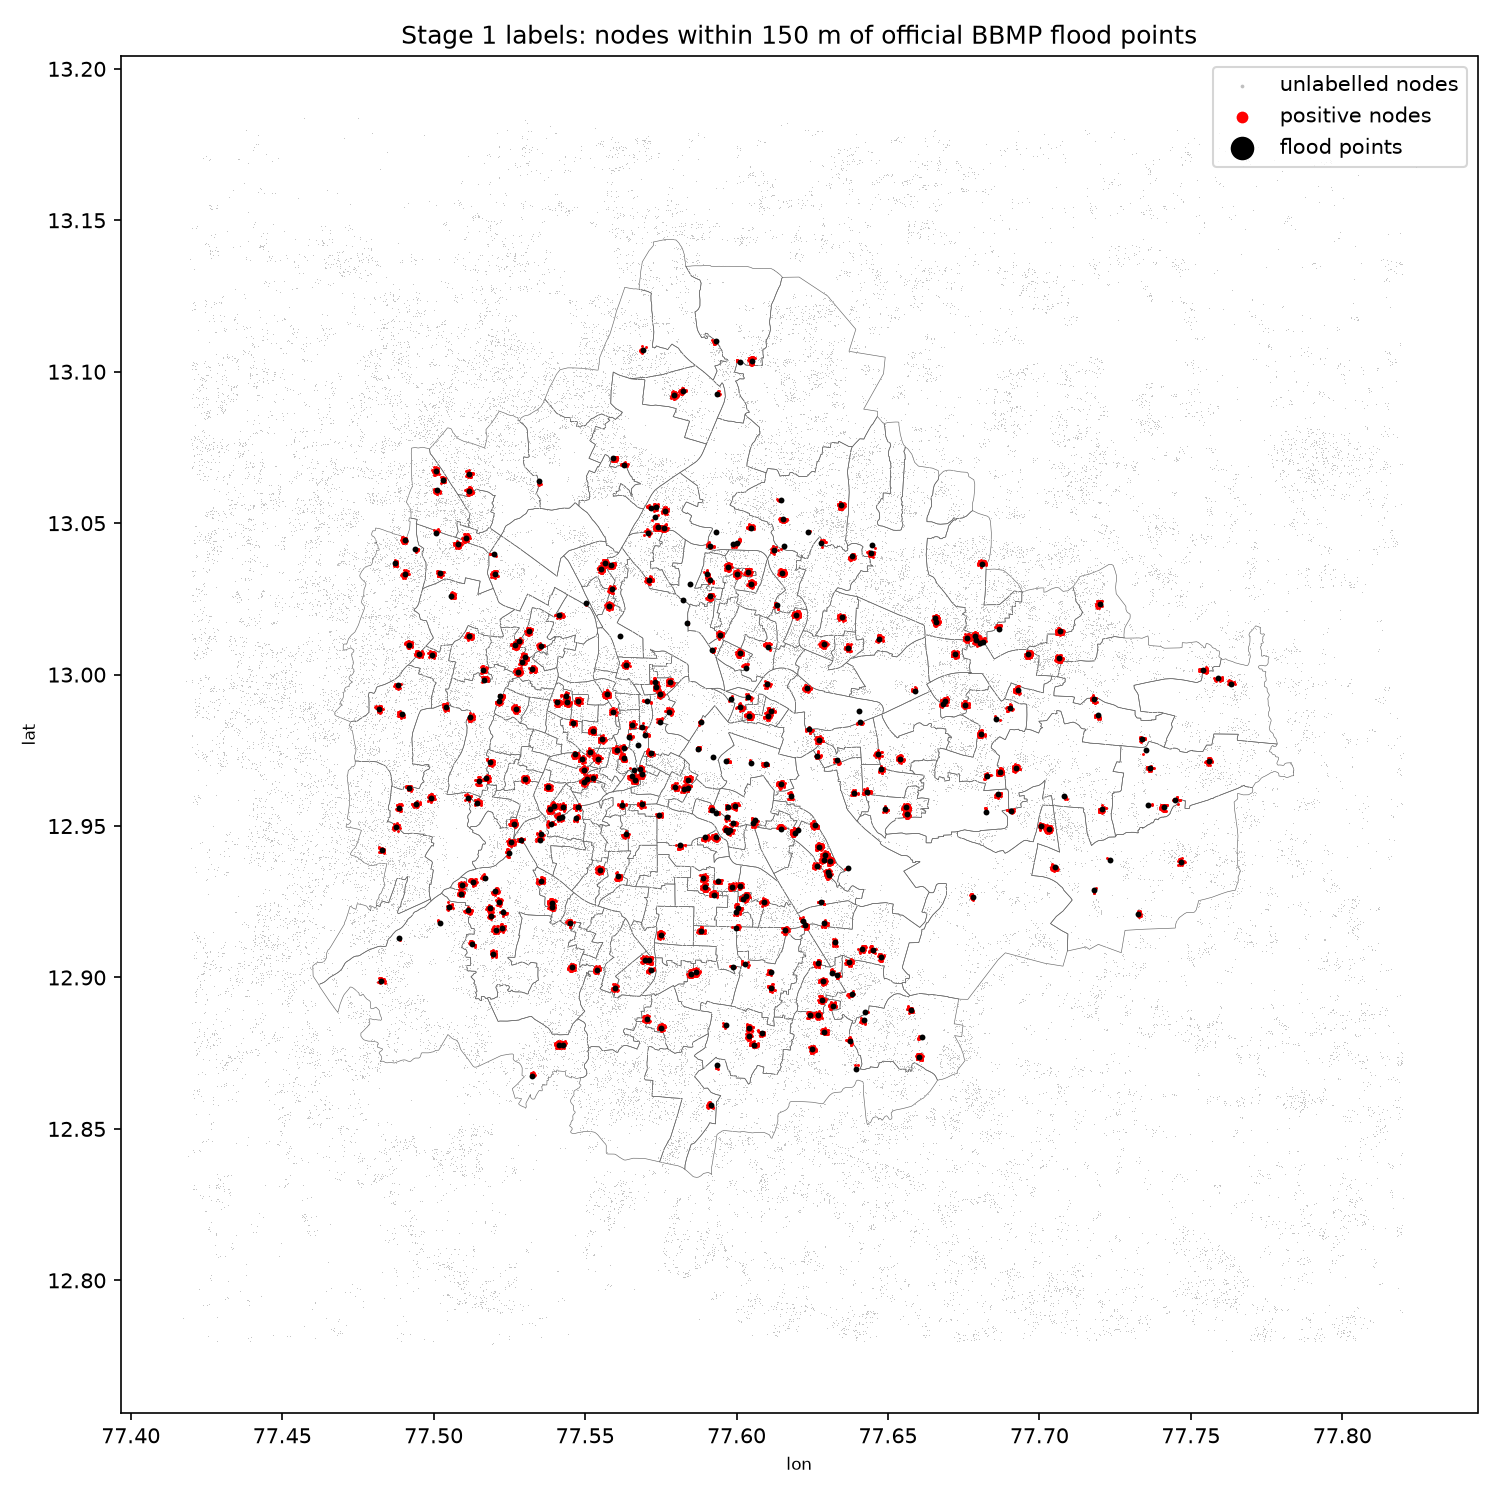 Stage 1 labels: nodes within 150 m of official BBMP flood points
unlabelled nodes
positive nodes
flood points
13.20
13.15
13.10
13.05
13.00
12.95
12.90
12.85
12.80
lat
77.40 77.45 77.50 77.55 77.60 77.65 77.70 77.75 77.80
lon